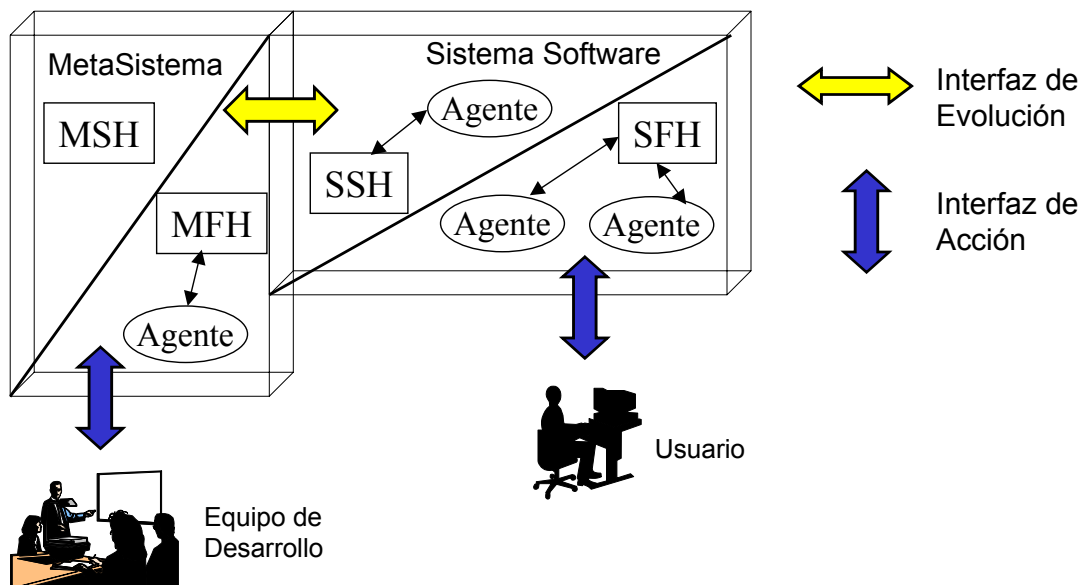 MetaSistema
Sistema Software
MSH
Agente
SSH
SFH
MFH
Agente
Agente
Agente
Interfaz de
Evolución
Interfaz de
Acción
Usuario
Equipo de
Desarrollo